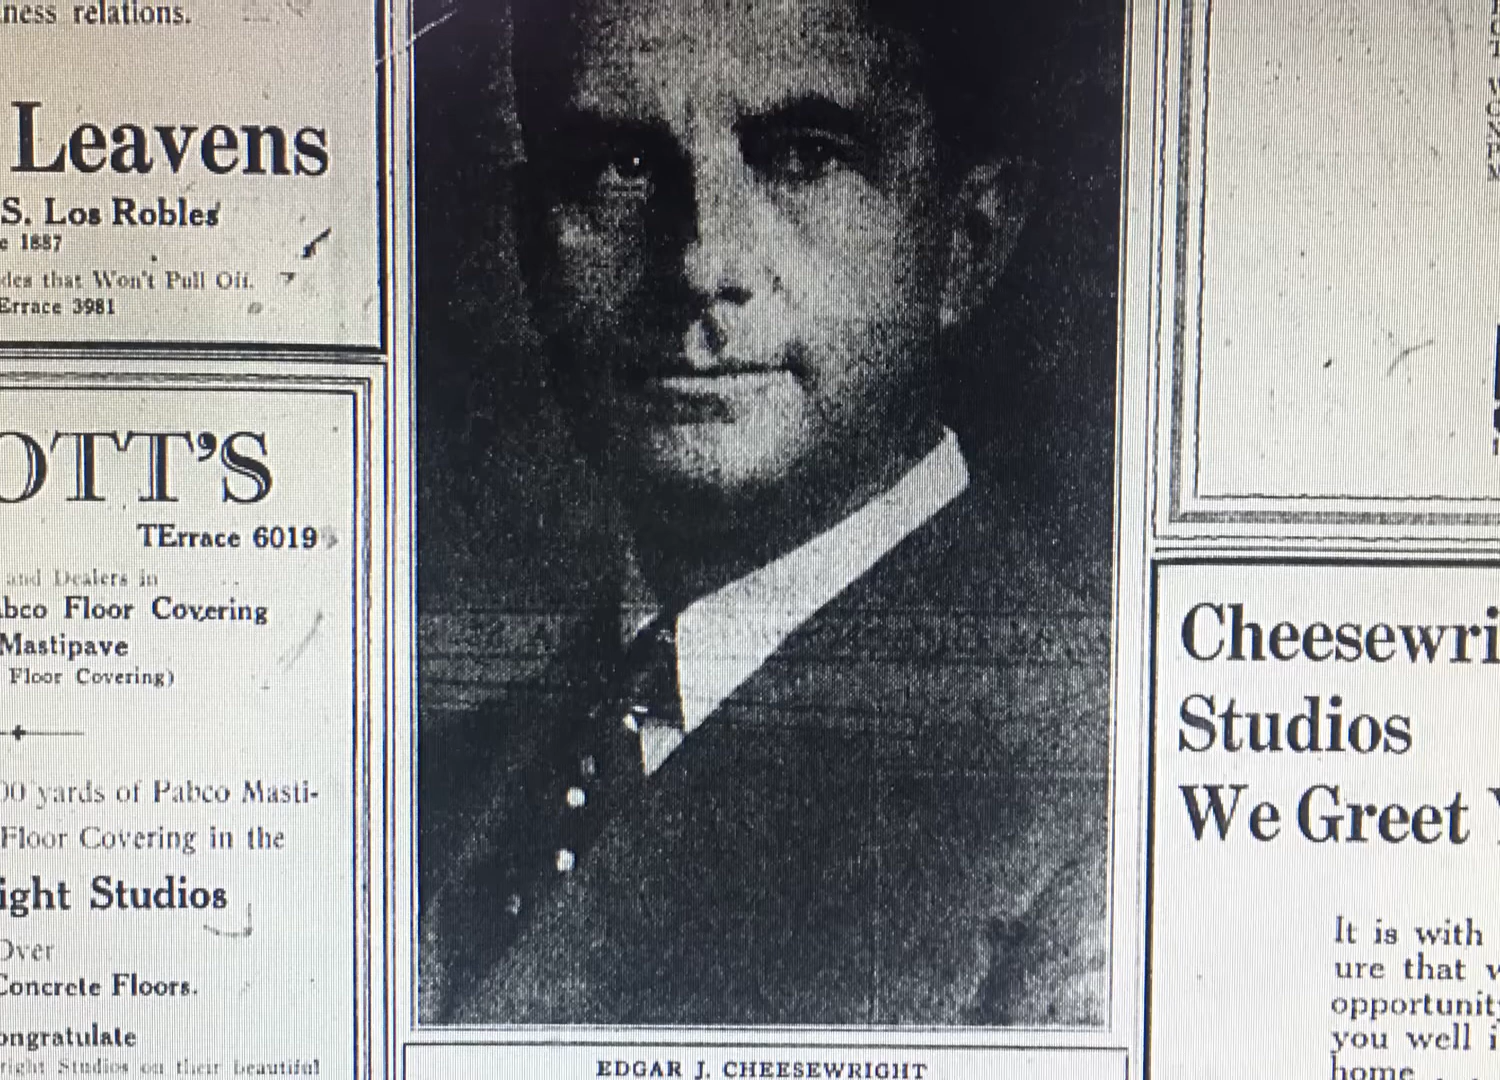 ness relations.
Leavens
S. Los Robles
e 1887
des that Won't Pull Off.
Errace 3981
OTT'S
TErrace 6019
and Dealers in
bco Floor Covering
Mastipave
Floor Covering)
00 yards of Pabco Masti-
Floor Covering in the
ight Studios
Over
Concrete Floors.
ongratulate
right Studios on their beautiful
EDGAR J. CHEESEWRIGHT
Cheesewri
Studios
We Greet Y
It is with
ure that w
opportunity
you well i
home